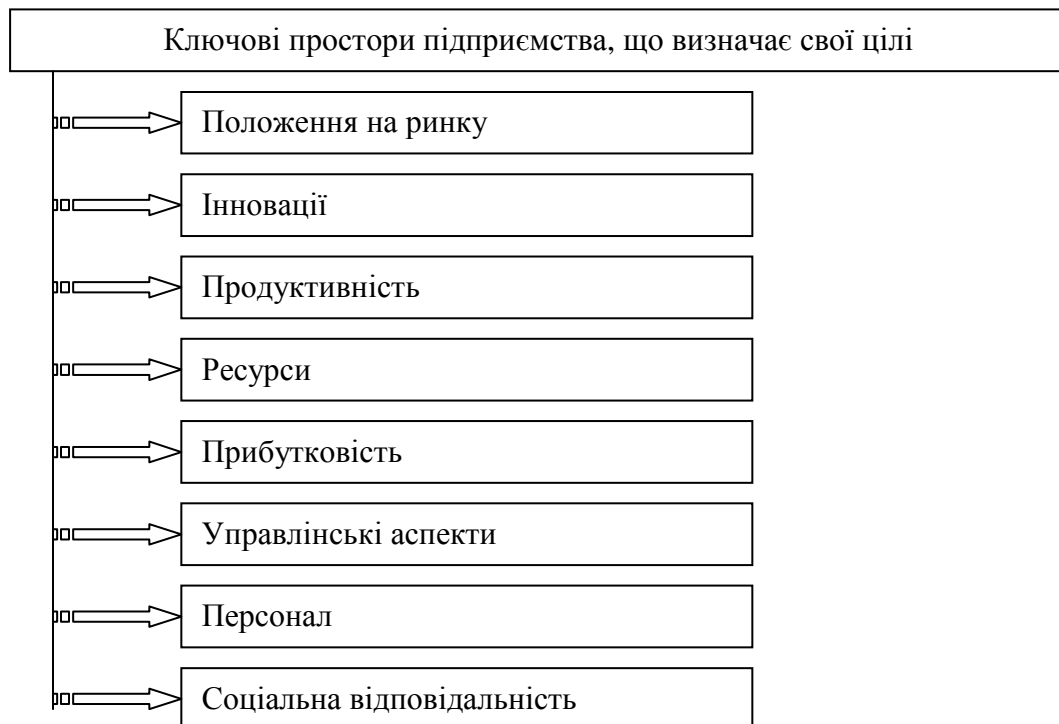 Ключові простори підприємства, що визначає свої цілі
Положення на ринку
Інновації
Продуктивність
Ресурси
Прибутковість
Управлінські аспекти
Персонал
Соціальна відповідальність